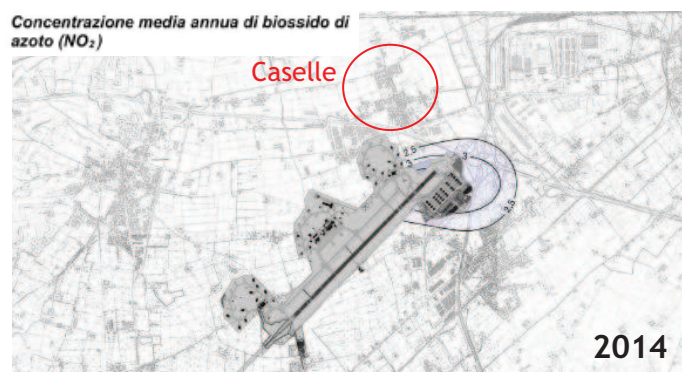 Concentrazione media annua di biossido di
azoto (NO₂)
Caselle
2,5
3
3
2,5
2014